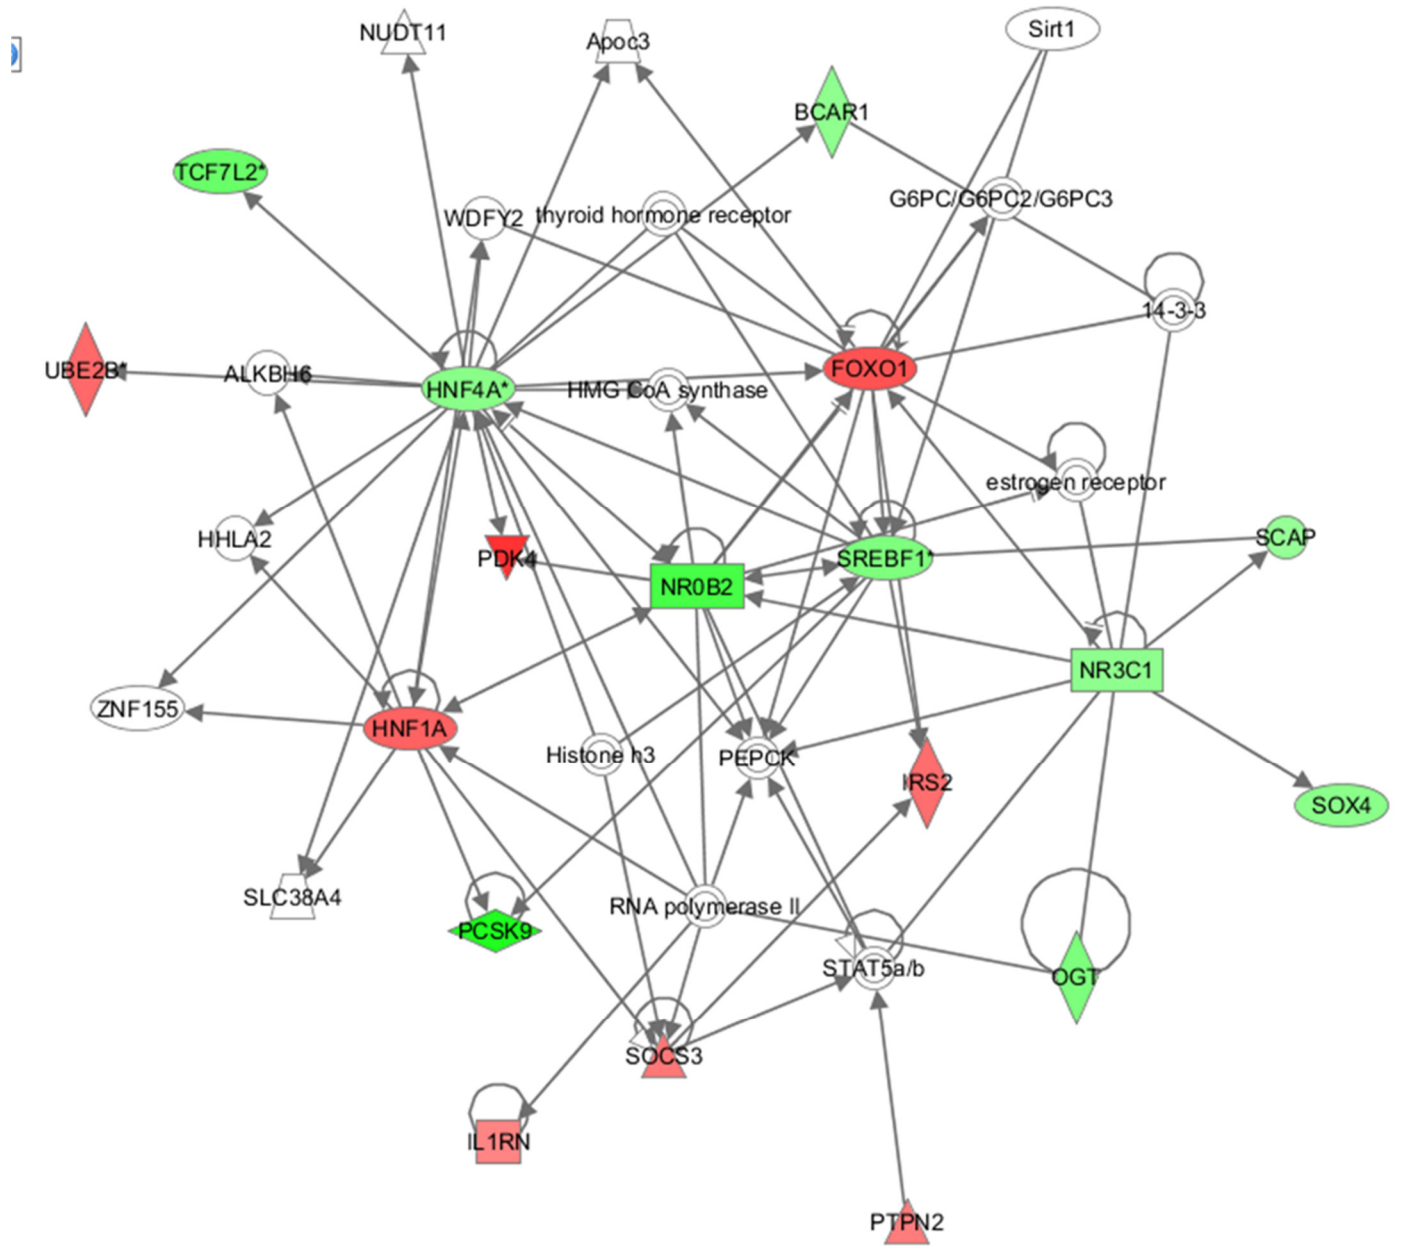 NUDT11
Apoc3
Sirt1
BCAR1
TCF7L2*
WDFY2
thyroid hormone receptor
G6PC/G6PC2/G6PC3
14-3-3
UBE2B*
ALKBH6
HNF4A*
HMG CoA synthase
FOXO1
estrogen receptor
HHLA2
PDK4
NR0B2
SREBF1*
SCAP
NR3C1
ZNF155
HNF1A
Histone h3
PEPCK
IRS2
SOX4
SLC38A4
PCSK9
RNA polymerase II
STAT5a/b
OGT
SOCS3
IL1RN
PTPN2